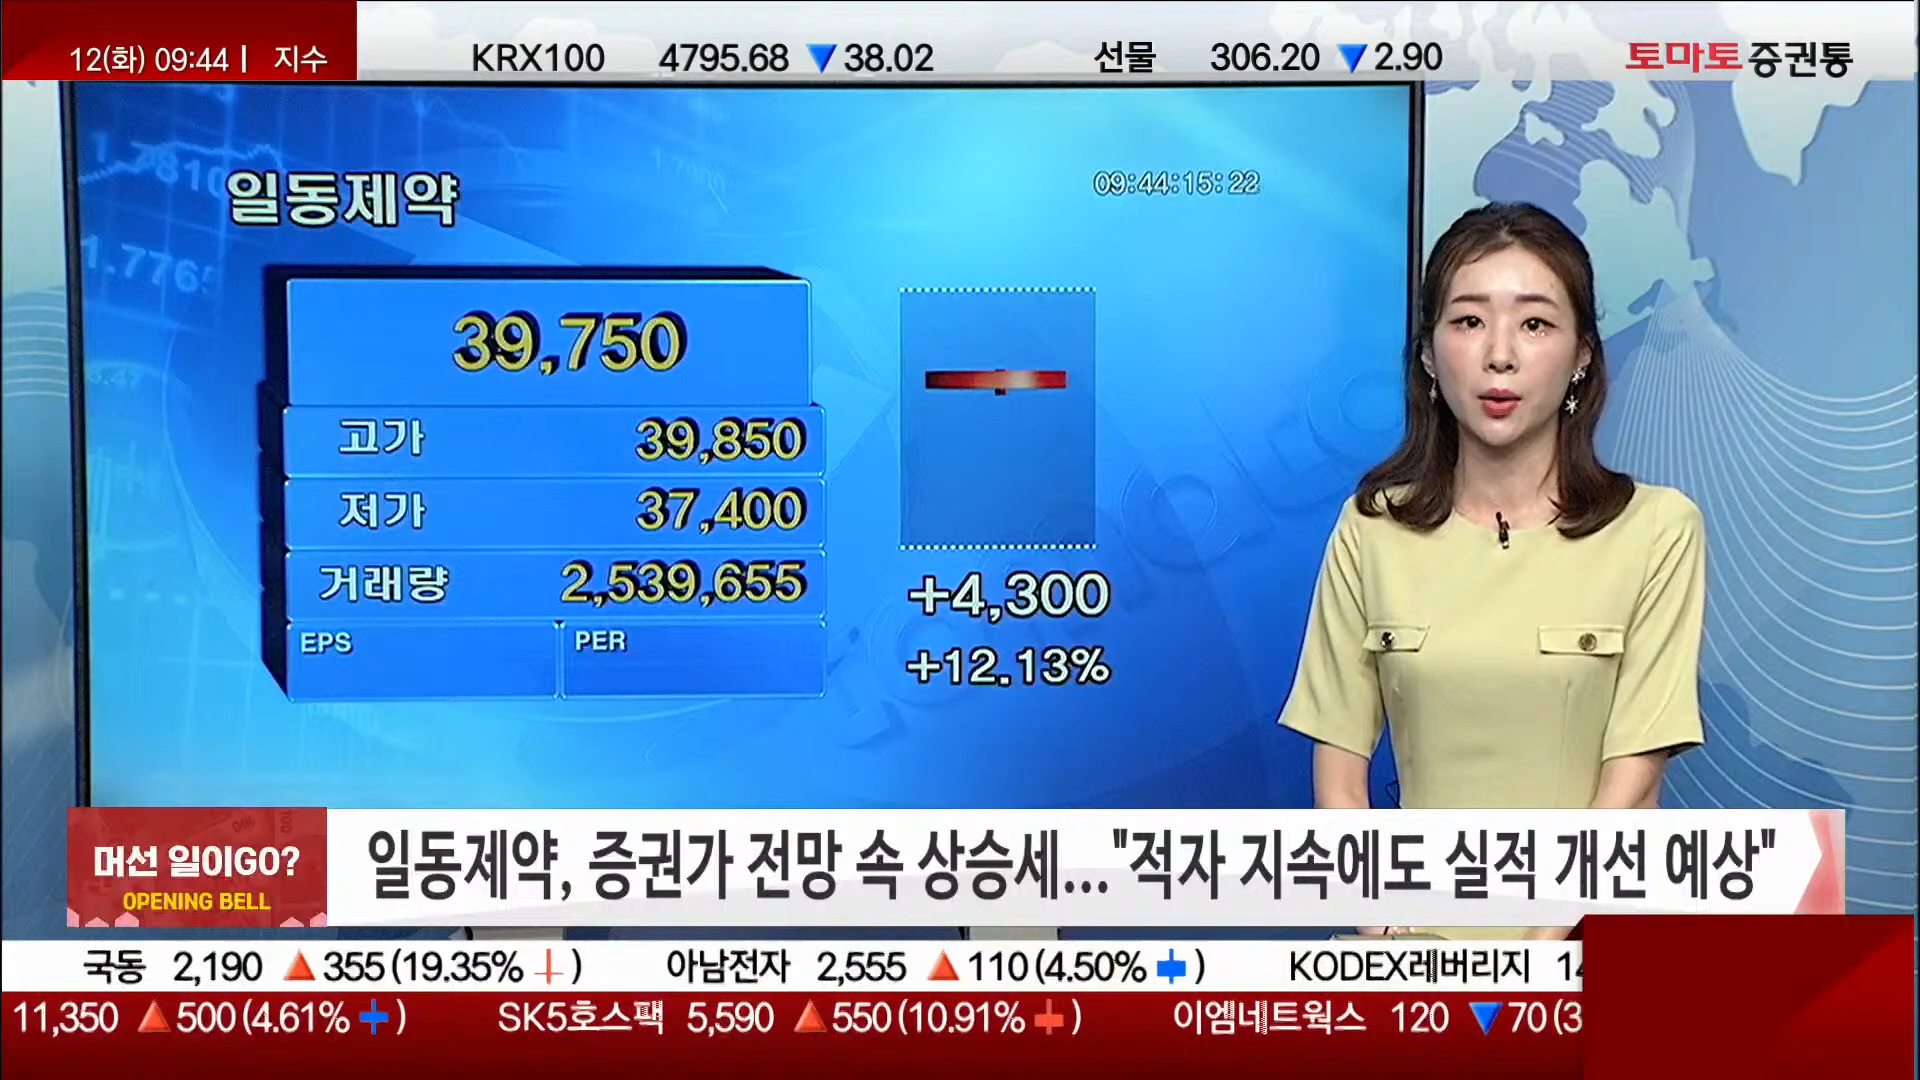 12(화) 09:44 | 지수 KRX100 4795.68 ▼38.02 선물 306.20 ▼2.90 토마토증권통
일동제약 09:44:15:22
39,750
고가 39,850
저가 37,400
거래량 2,539,655
EPS PER
+4,300
+12.13%
머선 일이GO?
OPENING BELL
일동제약, 증권가 전망 속 상승세..."적자 지속에도 실적 개선 예상"
국동 2,190 ▲355(19.35% ) 아남전자 2,555 ▲110(4.50% ) KODEX레버리지 14
11,350 ▲500(4.61% ) SK5호스팩 5,590 ▲550(10.91% ) 이엠네트웍스 120 ▼70(3